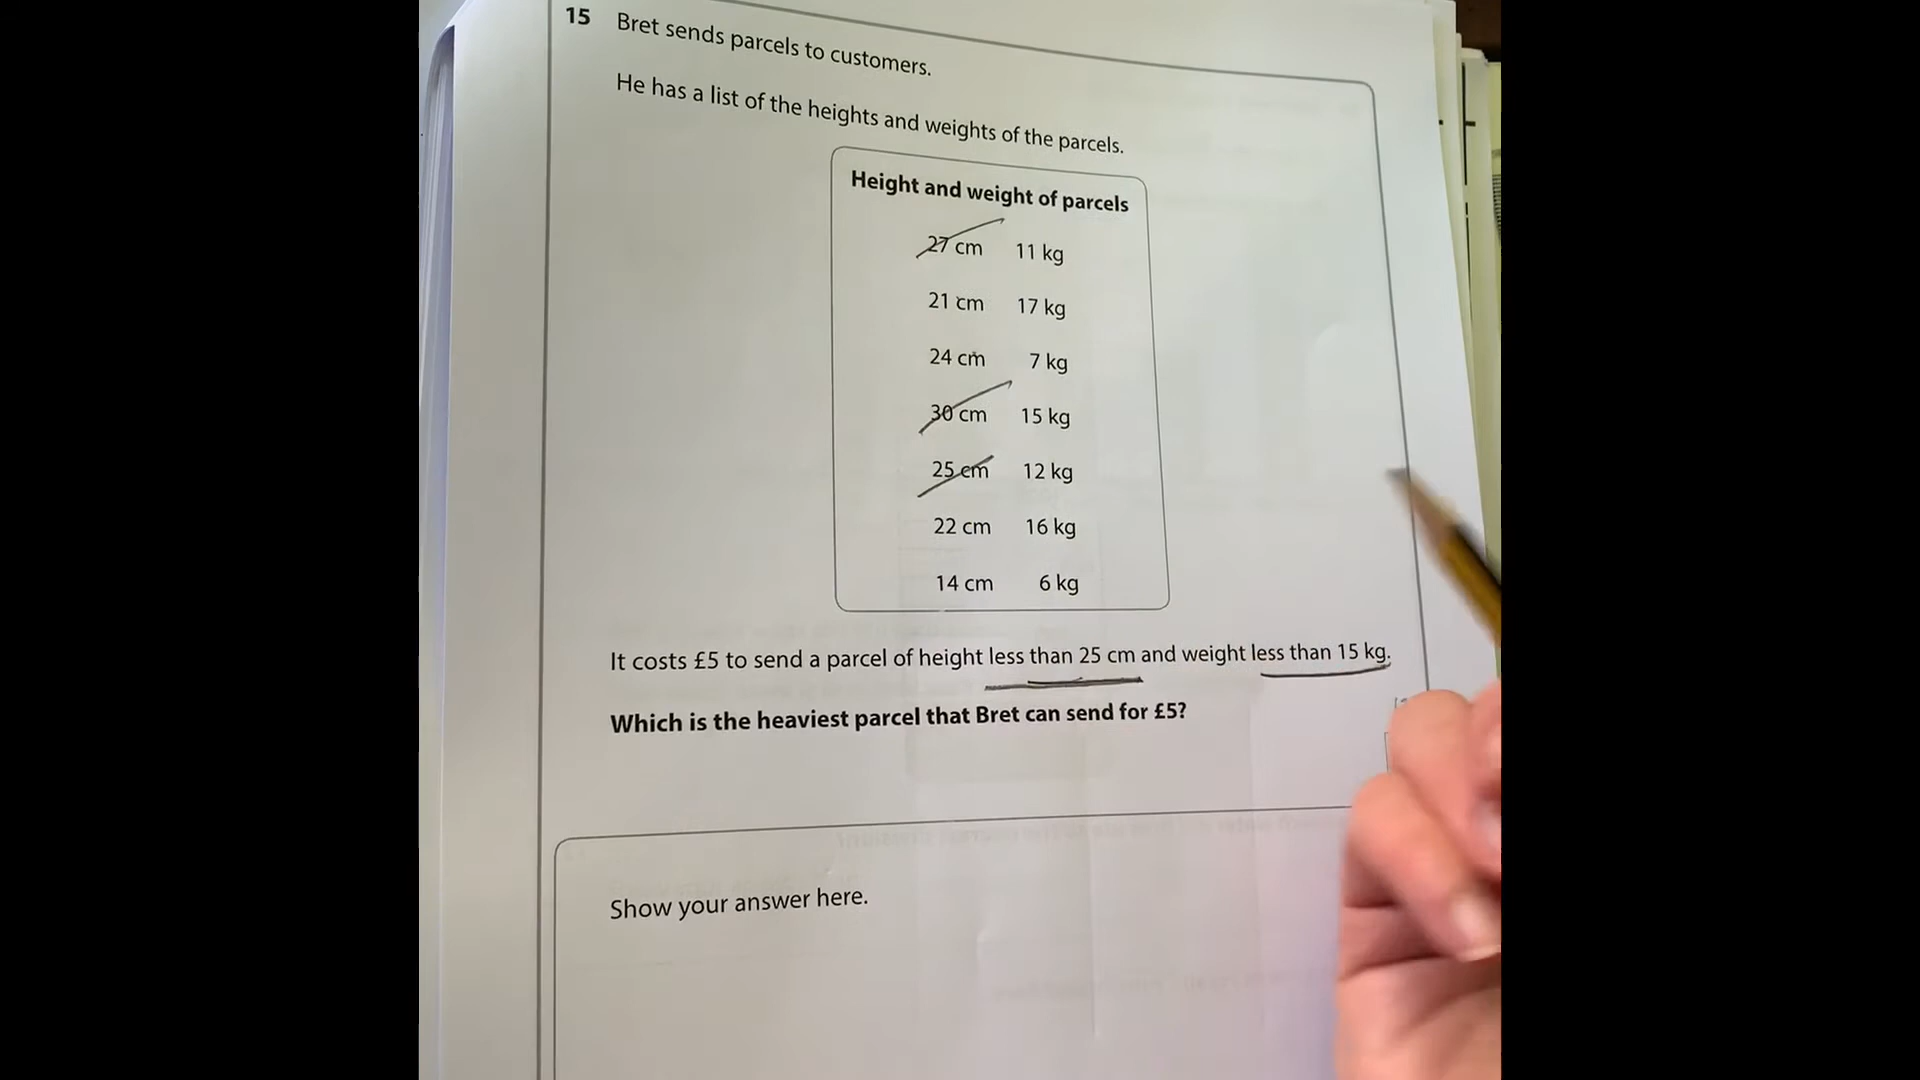 15 Bret sends parcels to customers.
He has a list of the heights and weights of the parcels.
Height and weight of parcels
27 cm 11 kg
21 cm 17 kg
24 cm 7 kg
30 cm 15 kg
25 cm 12 kg
22 cm 16 kg
14 cm 6 kg
It costs £5 to send a parcel of height less than 25 cm and weight less than 15 kg.
Which is the heaviest parcel that Bret can send for £5?
Show your answer here.